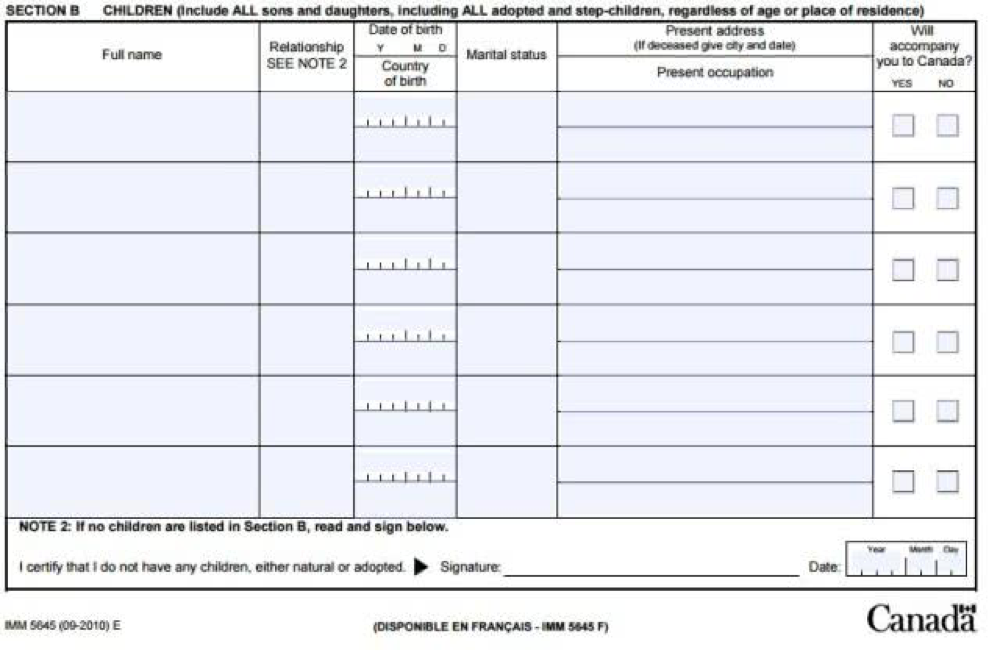 SECTION B CHILDREN (Include ALL sons and daughters, including ALL adopted and step-children, regardless of age or place of residence)
Full name
Relationship
SEE NOTE 2
Date of birth
Y M D
Country
of birth
Marital status
Present address
(If deceased give city and date)
Present occupation
Will
accompany
you to Canada?
YES NO
NOTE 2: If no children are listed in Section B, read and sign below.
I certify that I do not have any children, either natural or adopted. Signature: Date:
Year Month Day
IMM 5645 (09-2010) E
(DISPONIBLE EN FRANÇAIS - IMM 5645 F)
Canada